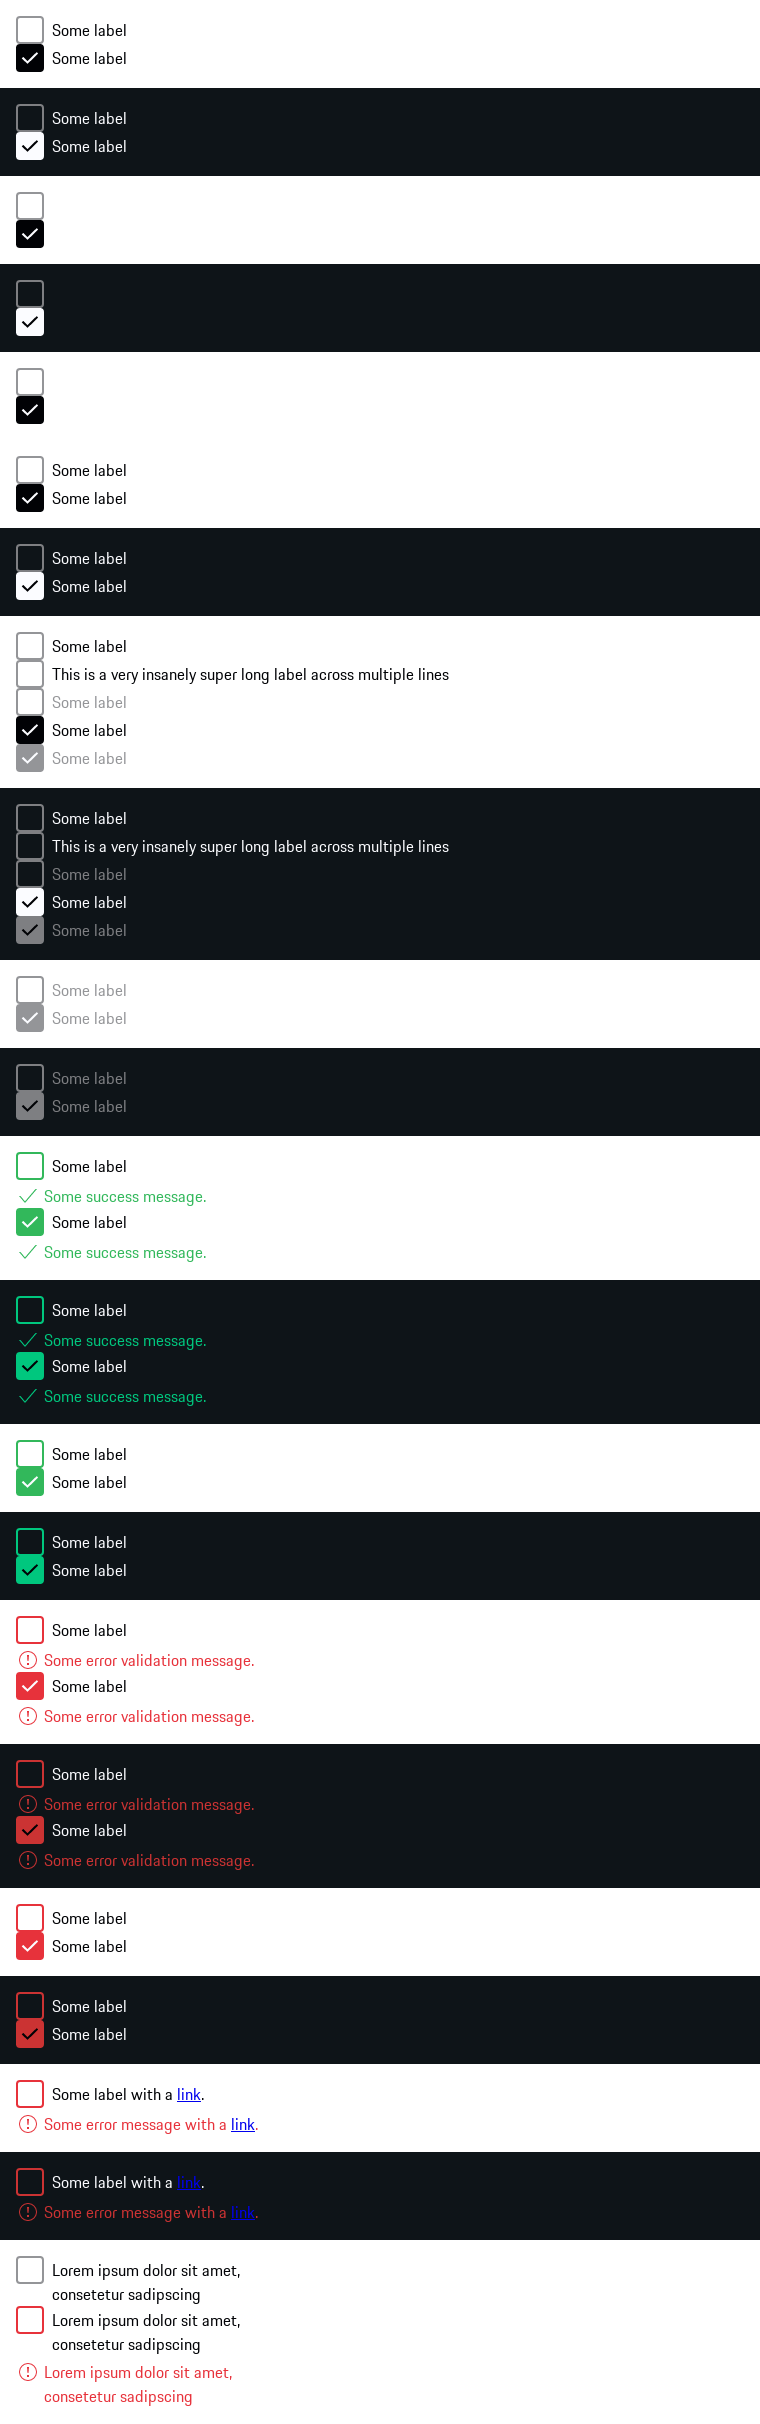 Some label
Some label
Some label
Some label
Some label
Some label
Some label
Some label
Some label
This is a very insanely super long label across multiple lines
Some label
Some label
Some label
Some label
This is a very insanely super long label across multiple lines
Some label
Some label
Some label
Some label
Some label
Some label
Some label
Some label
Some success message.
Some label
Some success message.
Some label
Some success message.
Some label
Some success message.
Some label
Some label
Some label
Some label
Some label
Some error validation message.
Some label
Some error validation message.
Some label
Some error validation message.
Some label
Some error validation message.
Some label
Some label
Some label
Some label
Some label with a link.
Some error message with a link.
Some label with a link.
Some error message with a link.
Lorem ipsum dolor sit amet,
consetetur sadipscing
Lorem ipsum dolor sit amet,
consetetur sadipscing
Lorem ipsum dolor sit amet,
consetetur sadipscing